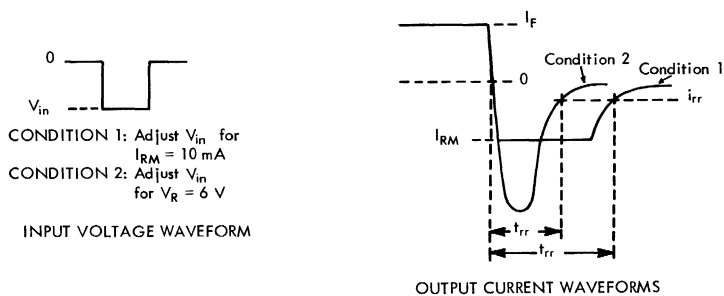 0
V_in
CONDITION 1: Adjust V_in for
I_RM = 10 mA
CONDITION 2: Adjust V_in
for V_R = 6 V
INPUT VOLTAGE WAVEFORM
I_F
Condition 2
Condition 1
0
i_rr
I_RM
t_rr
t_rr
OUTPUT CURRENT WAVEFORMS